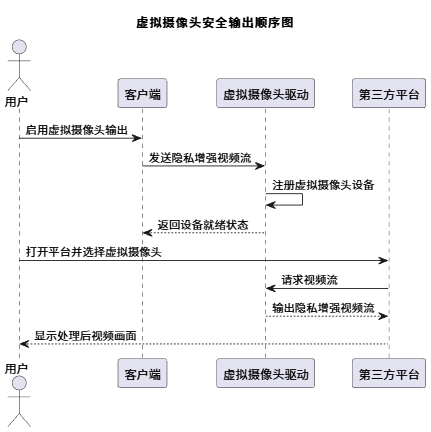 虚拟摄像头安全输出顺序图
用户
客户端
虚拟摄像头驱动
第三方平台
启用虚拟摄像头输出
发送隐私增强视频流
注册虚拟摄像头设备
返回设备就绪状态
打开平台并选择虚拟摄像头
请求视频流
输出隐私增强视频流
显示处理后视频画面
用户
客户端
虚拟摄像头驱动
第三方平台